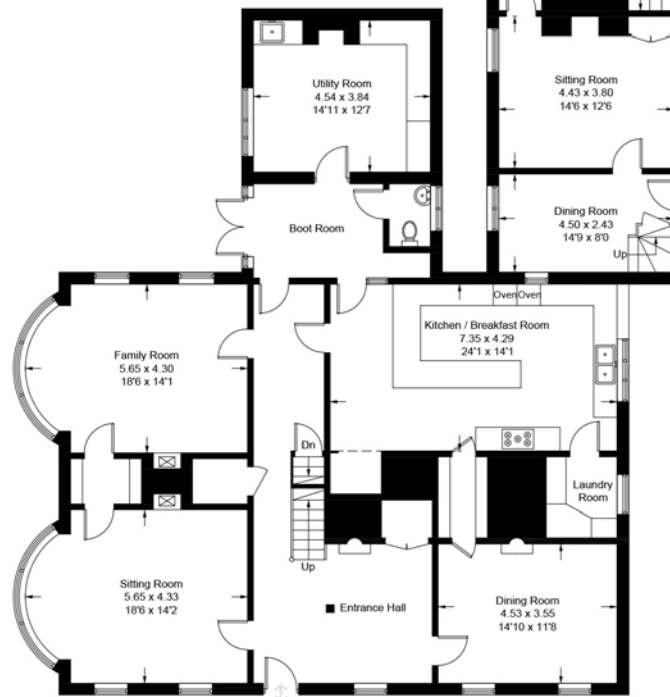 Utility Room
4.54 x 3.84
14'11 x 12'7
Sitting Room
4.43 x 3.80
14'6 x 12'6
Boot Room
Dining Room
4.50 x 2.43
14'9 x 8'0
Up
Oven Oven
Kitchen / Breakfast Room
7.35 x 4.29
24'1 x 14'1
Family Room
5.65 x 4.30
18'6 x 14'1
Dn
Laundry
Room
Up
Sitting Room
5.65 x 4.33
18'6 x 14'2
Entrance Hall
Dining Room
4.53 x 3.55
14'10 x 11'8